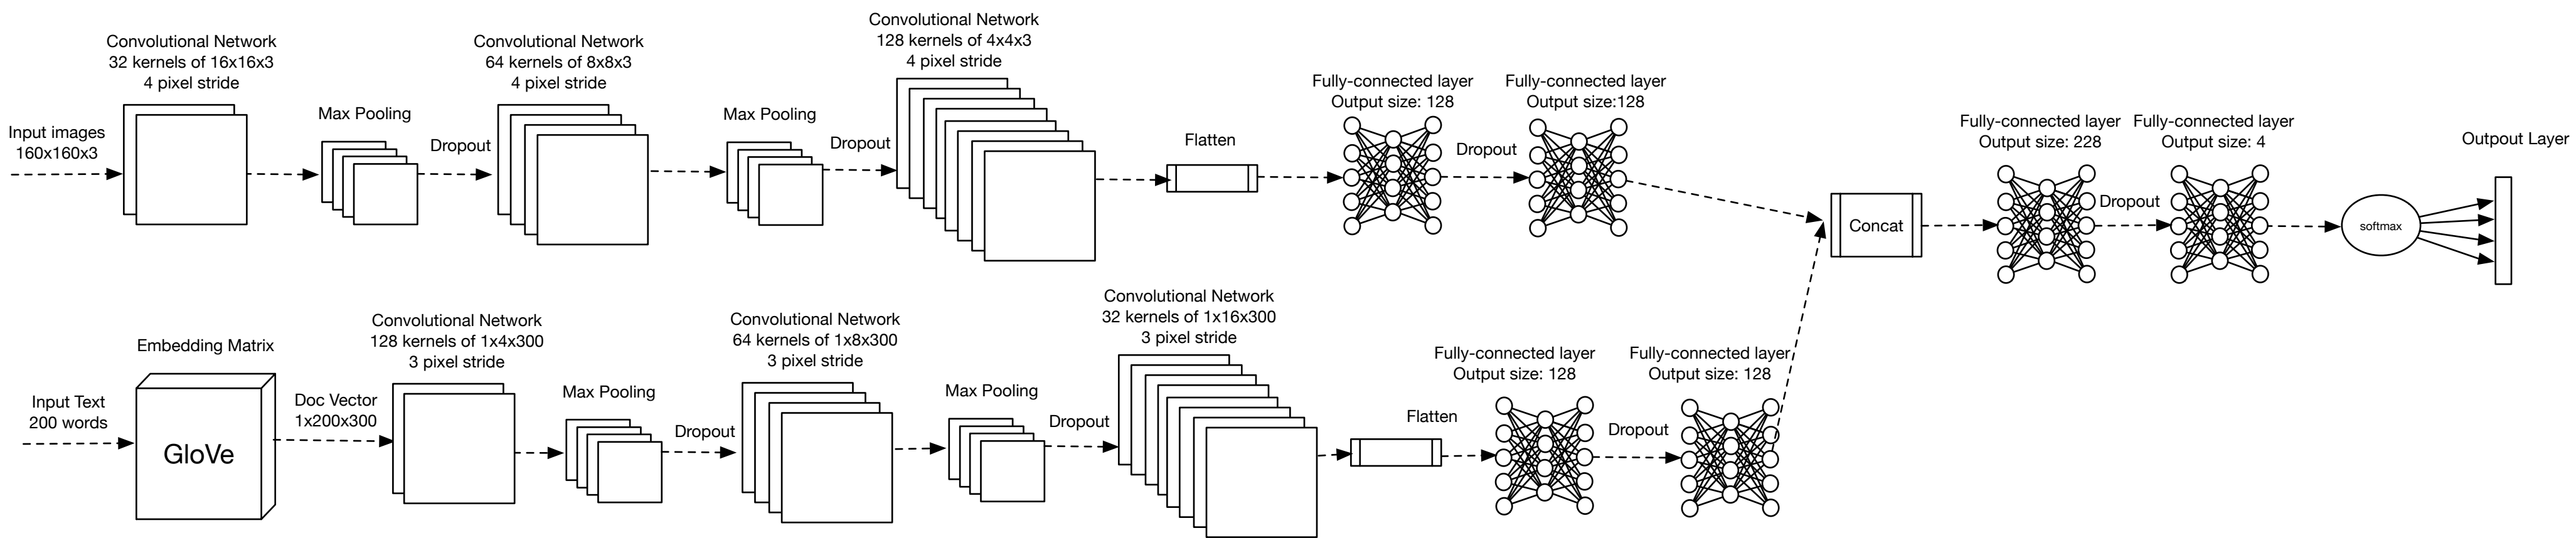 Input images
160x160x3
Convolutional Network
32 kernels of 16x16x3
4 pixel stride
Max Pooling
Dropout
Convolutional Network
64 kernels of 8x8x3
4 pixel stride
Max Pooling
Dropout
Convolutional Network
128 kernels of 4x4x3
4 pixel stride
Flatten
Fully-connected layer
Output size: 128
Dropout
Fully-connected layer
Output size:128
Input Text
200 words
Embedding Matrix
GloVe
Doc Vector
1x200x300
Convolutional Network
128 kernels of 1x4x300
3 pixel stride
Max Pooling
Dropout
Convolutional Network
64 kernels of 1x8x300
3 pixel stride
Max Pooling
Dropout
Convolutional Network
32 kernels of 1x16x300
3 pixel stride
Flatten
Fully-connected layer
Output size: 128
Dropout
Fully-connected layer
Output size: 128
Concat
Fully-connected layer
Output size: 228
Dropout
Fully-connected layer
Output size: 4
softmax
Outpout Layer